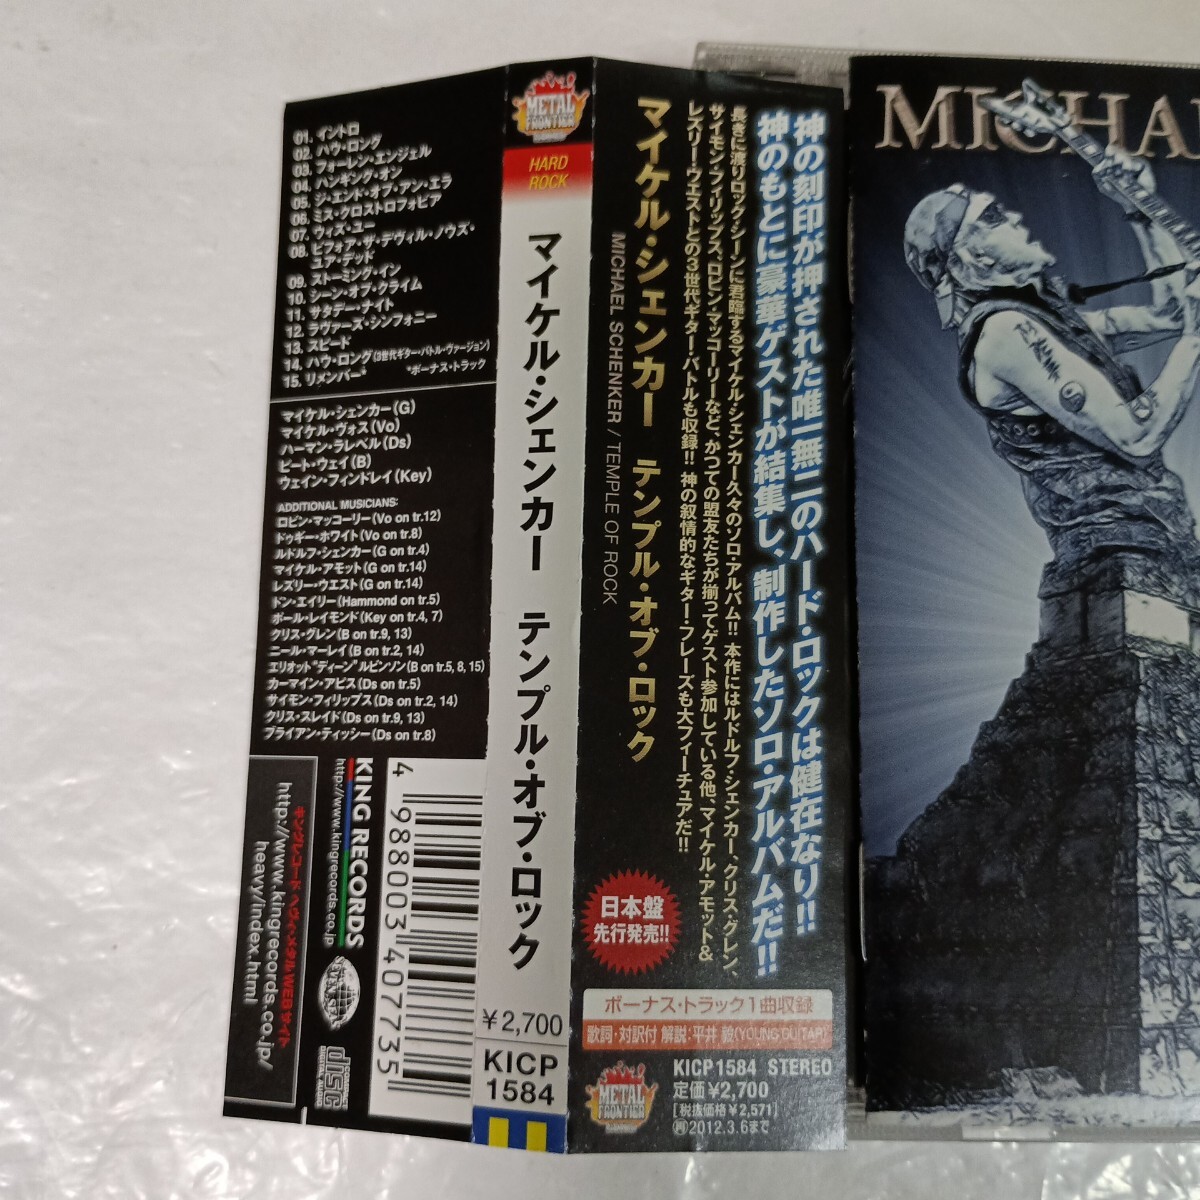 01. イントロ
02. ハウ・ロング
03. フォーレン・エンジェル
04. ハンギング・オン
05. ジ・エンド・オブ・アン・エラ
06. ミス・クロストロフォビア
07. ウィズ・ユー
08. ビフォア・ザ・デヴィル・ノウズ・
ユア・デッド
09. ストーミング・イン
10. シーン・オブ・クライム
11. サタデーナイト
12. ラヴァーズ・シンフォニー
13. スピード
14. ハウ・ロング(3世代ギター・バトル・ヴァージョン)
15. リメンバー*
*ボーナス・トラック
マイケル・シェンカー(G)
マイケル・ヴォス(Vo)
ハーマン・ラレベル(Ds)
ピート・ウェイ(B)
ウェイン・フィンドレイ(Key)
ADDITIONAL MUSICIANS:
ロビン・マッコーリー(Vo on tr.12)
ドゥギー・ホワイト(Vo on tr.8)
ルドルフ・シェンカー(G on tr.4)
マイケル・アモット(G on tr.14)
レズリー・ウエスト(G on tr.14)
ドン・エイリー(Hammond on tr.5)
ポール・レイモンド(Key on tr.4, 7)
クリス・グレン(B on tr.9, 13)
ニール・マーレイ(B on tr.2, 14)
エリオット"ディーン"ルビンソン(B on tr.5, 8, 15)
カーマイン・アピス(Ds on tr.5)
サイモン・フィリップス(Ds on tr.2, 14)
クリス・スレイド(Ds on tr.9, 13)
ブライアン・ティッシー(Ds on tr.8)
キングレコード ヘヴィメタルWEBサイト
http://www.kingrecords.co.jp/
heavy/index.html
KING RECORDS
http://www.kingrecords.co.jp
SEVEN SEAS
COMPACT
disc
DIGITAL AUDIO
4 988003 407735
METAL
FRONTIER
HARD
ROCK
マイケル・シェンカー テンプル・オブ・ロック
¥2,700
KICP
1584
神の刻印が押された唯一無二のハード・ロックは健在なり!!
神のもとに豪華ゲストが結集し、制作したソロ・アルバムだ!!
長きに渡りロック・シーンに君臨するマイケル・シェンカー久々のソロ・アルバム!! 本作にはルドルフ・シェンカー、クリス・グレン、
サイモン・フィリップス、ロビン・マッコーリーなど、かつての盟友たちが揃ってゲスト参加している他、マイケル・アモット&
レズリー・ウエストとの3世代ギター・バトルも収録!! 神の叙情的なギター・フレーズも大フィーチュアだ!!
マイケル・シェンカー テンプル・オブ・ロック
MICHAEL SCHENKER / TEMPLE OF ROCK
日本盤
先行発売!!
ボーナス・トラック1曲収録
歌詞・対訳付 解説:平井 毅(YOUNG GUITAR)
METAL
FRONTIER
KICP1584 STEREO
定価¥2,700
[税抜価格¥2,571]
再2012.3.6まで
MICHA